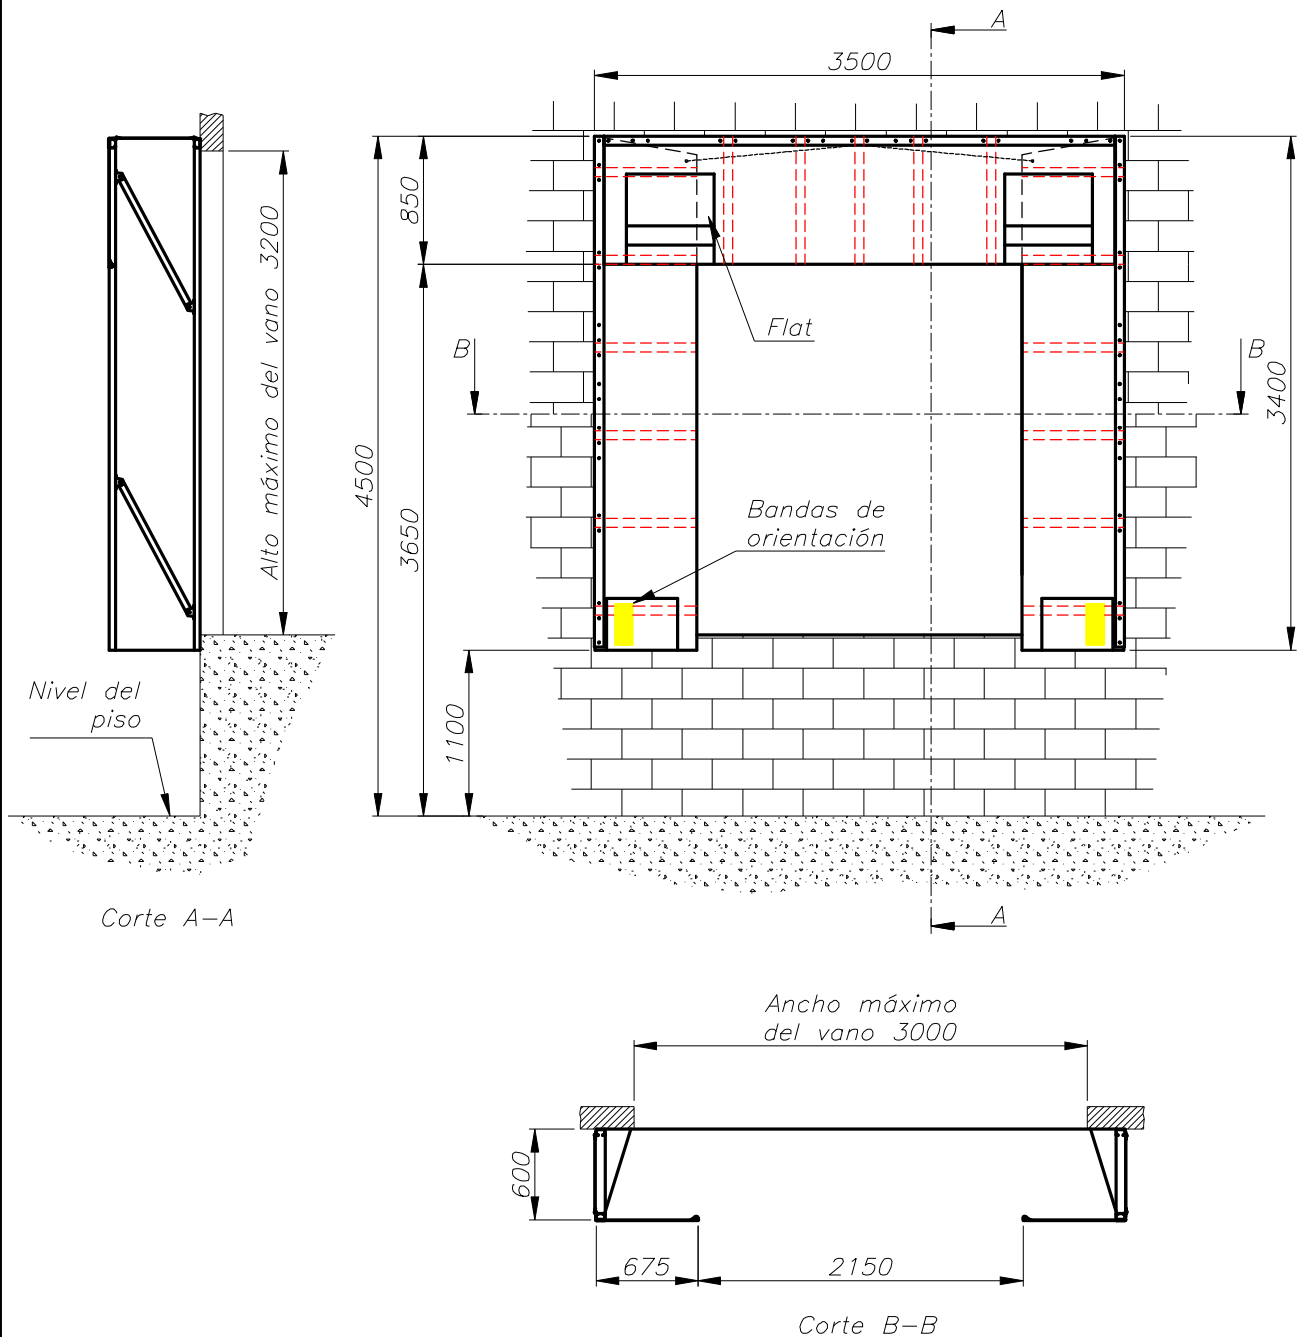 A
3500
850
Alto máximo del vano 3200
Flat
B
B
3400
4500
3650
Bandas de
orientación
Nivel del
piso
1100
Corte A-A
A
Ancho máximo
del vano 3000
600
675
2150
Corte B-B